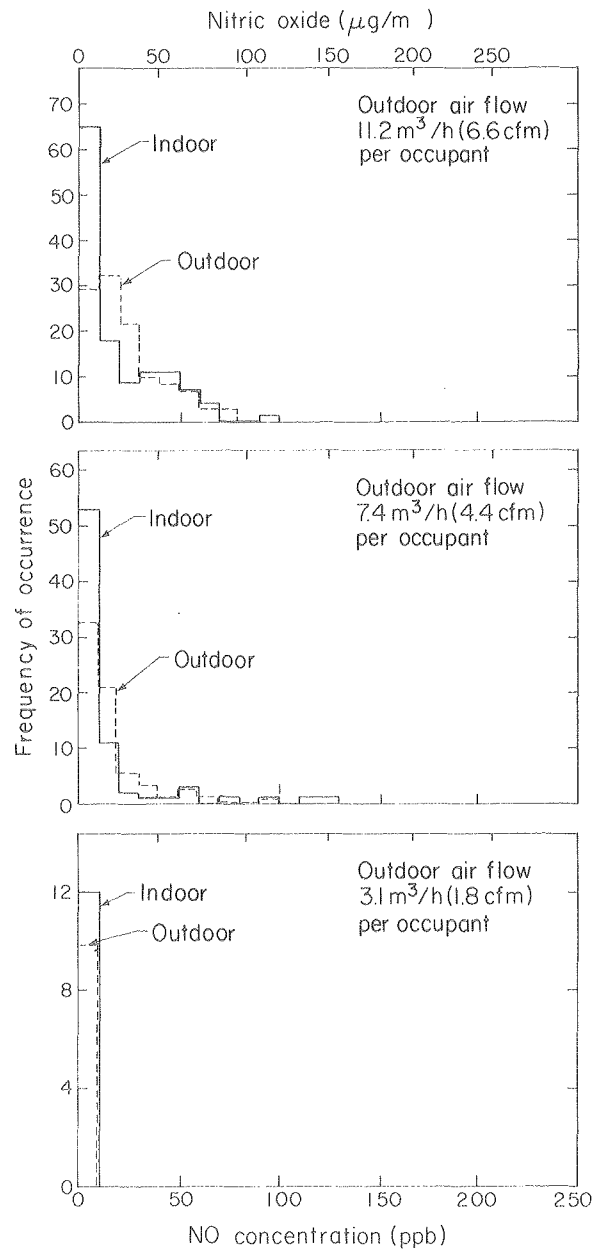 Nitric oxide (μg/m
0 50 100 150 200 250
70
60
50
40
30
20
10
0
Indoor
Outdoor
Outdoor air flow
11.2 m³/h (6.6 cfm)
per occupant
Frequency of occurrence
60
50
40
30
20
10
0
Indoor
Outdoor
Outdoor air flow
7.4 m³/h (4.4 cfm)
per occupant
12
8
4
0
Indoor
Outdoor
Outdoor air flow
3.1 m³/h (1.8 cfm)
per occupant
0 50 100 150 200 250
NO concentration (ppb)